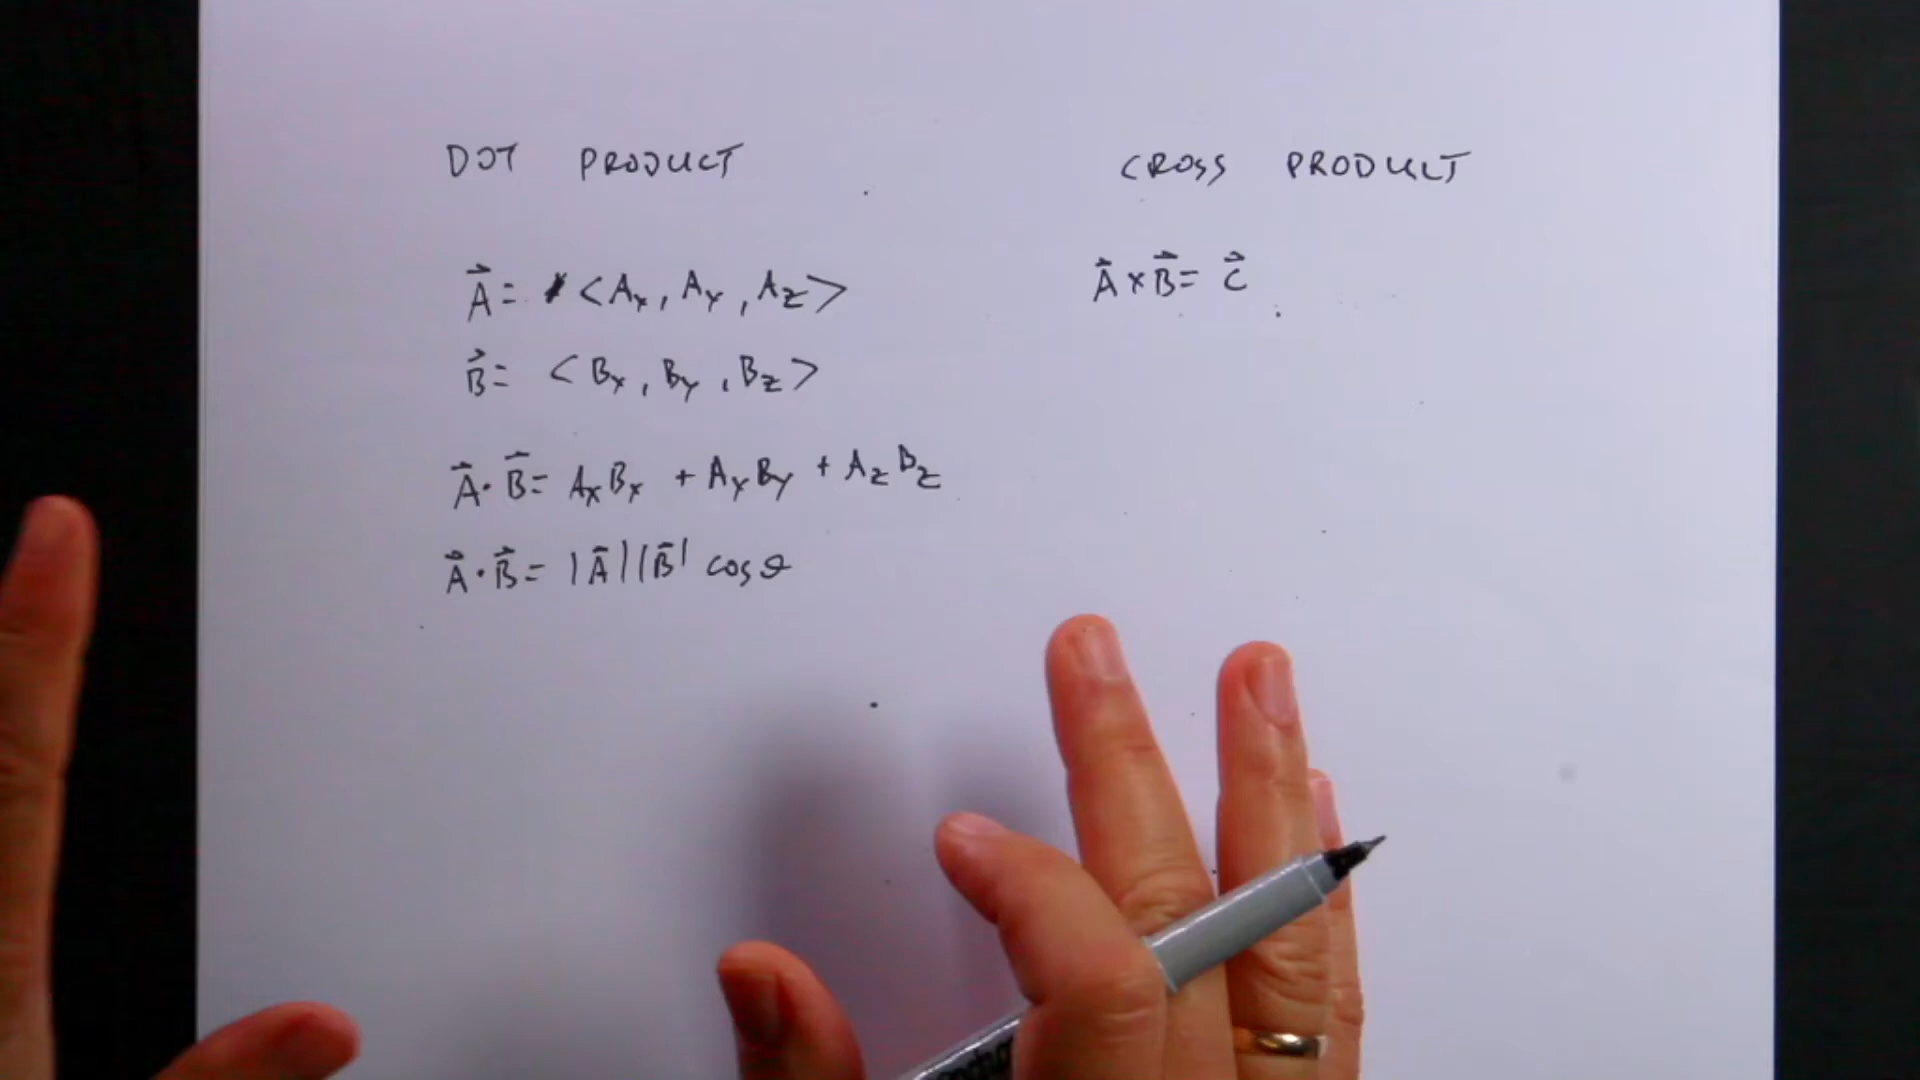 DOT PRODUCT
A⃗ = <Ax, Ay, Az>
B⃗ = <Bx, By, Bz>
A⃗ · B⃗ = AxBx + AyBy + AzBz
A⃗ · B⃗ = |A⃗||B⃗| cos θ
CROSS PRODUCT
A⃗ × B⃗ = C⃗